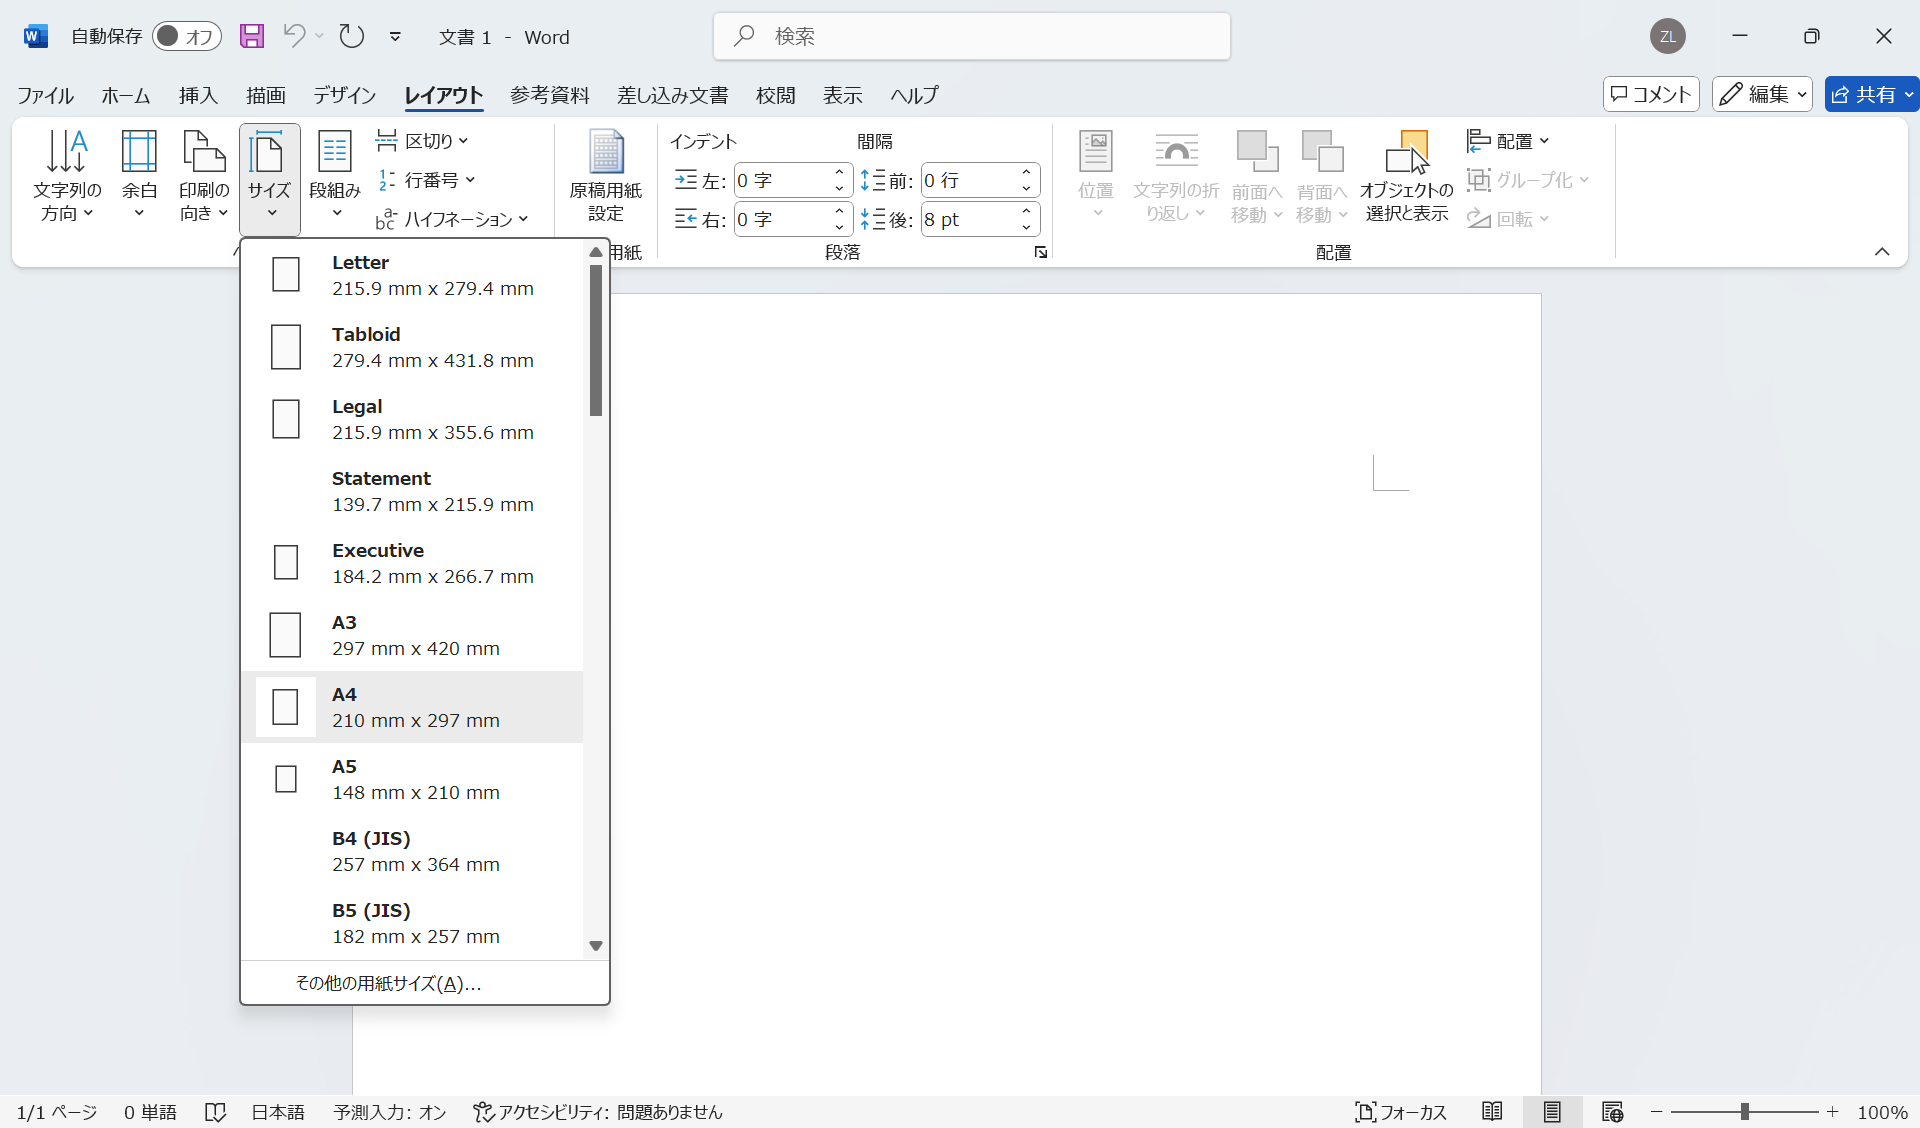 自動保存 オフ 文書 1 - Word 検索 ZL
ファイル ホーム 挿入 描画 デザイン レイアウト 参考資料 差し込み文書 校閲 表示 ヘルプ コメント 編集 共有
文字列の
方向
余白
印刷の
向き
サイズ
段組み
区切り
行番号
ハイフネーション
原稿用紙
設定
用紙
インデント 間隔
左: 0 字 前: 0 行
右: 0 字 後: 8 pt
段落
位置
文字列の折
り返し
前面へ
移動
背面へ
移動
オブジェクトの
選択と表示
配置
グループ化
回転
配置
Letter
215.9 mm x 279.4 mm
Tabloid
279.4 mm x 431.8 mm
Legal
215.9 mm x 355.6 mm
Statement
139.7 mm x 215.9 mm
Executive
184.2 mm x 266.7 mm
A3
297 mm x 420 mm
A4
210 mm x 297 mm
A5
148 mm x 210 mm
B4 (JIS)
257 mm x 364 mm
B5 (JIS)
182 mm x 257 mm
その他の用紙サイズ(A)...
1/1 ページ 0 単語 日本語 予測入力: オン アクセシビリティ: 問題ありません フォーカス 100%